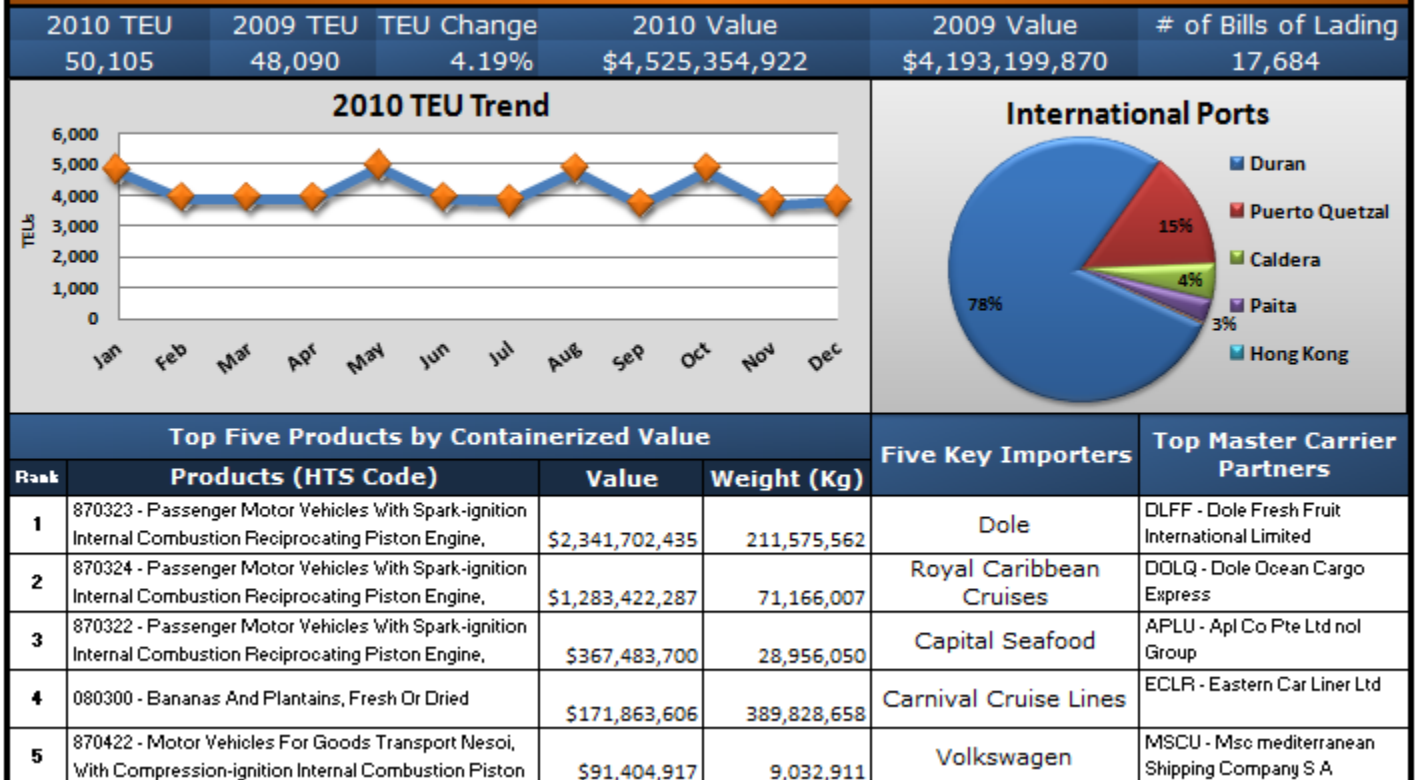 2010 TEU 2009 TEU TEU Change 2010 Value 2009 Value # of Bills of Lading
50,105 48,090 4.19% $4,525,354,922 $4,193,199,870 17,684
2010 TEU Trend
6,000
5,000
4,000
3,000
2,000
1,000
0
TEUs
Jan Feb Mar Apr May Jun Jul Aug Sep Oct Nov Dec
International Ports
78%
15%
4%
3%
Duran
Puerto Quetzal
Caldera
Paita
Hong Kong
Top Five Products by Containerized Value
Rank Products (HTS Code) Value Weight (Kg)
1
870323 - Passenger Motor Vehicles With Spark-ignition
Internal Combustion Reciprocating Piston Engine,
$2,341,702,435 211,575,562
2
870324 - Passenger Motor Vehicles With Spark-ignition
Internal Combustion Reciprocating Piston Engine,
$1,283,422,287 71,166,007
3
870322 - Passenger Motor Vehicles With Spark-ignition
Internal Combustion Reciprocating Piston Engine,
$367,483,700 28,956,050
4
080300 - Bananas And Plantains, Fresh Or Dried
$171,863,606 389,828,658
5
870422 - Motor Vehicles For Goods Transport Nesoi,
With Compression-ignition Internal Combustion Piston
$91,404,917 9,032,911
Five Key Importers
Dole
Royal Caribbean
Cruises
Capital Seafood
Carnival Cruise Lines
Volkswagen
Top Master Carrier
Partners
DLFF - Dole Fresh Fruit
International Limited
DOLQ - Dole Ocean Cargo
Express
APLU - Apl Co Pte Ltd nol
Group
ECLR - Eastern Car Liner Ltd
MSCU - Msc mediterranean
Shipping Company S A